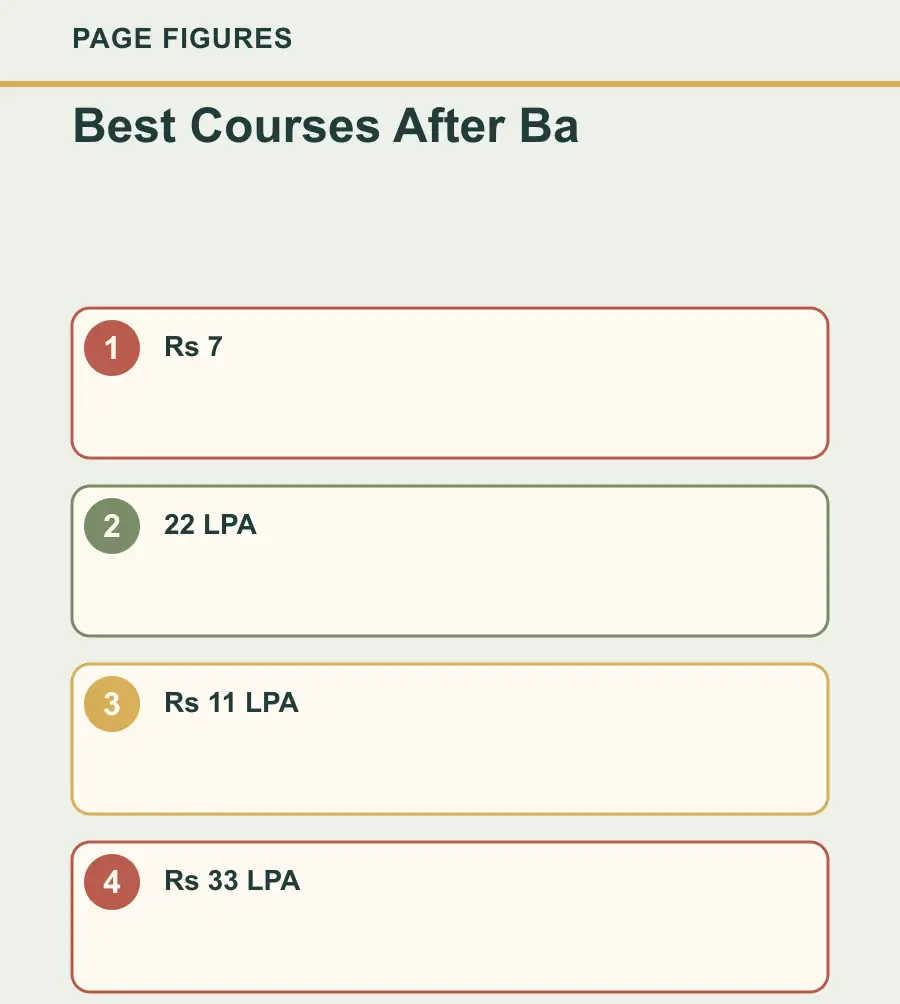 PAGE FIGURES
Best Courses After Ba
1 Rs 7
2 22 LPA
3 Rs 11 LPA
4 Rs 33 LPA